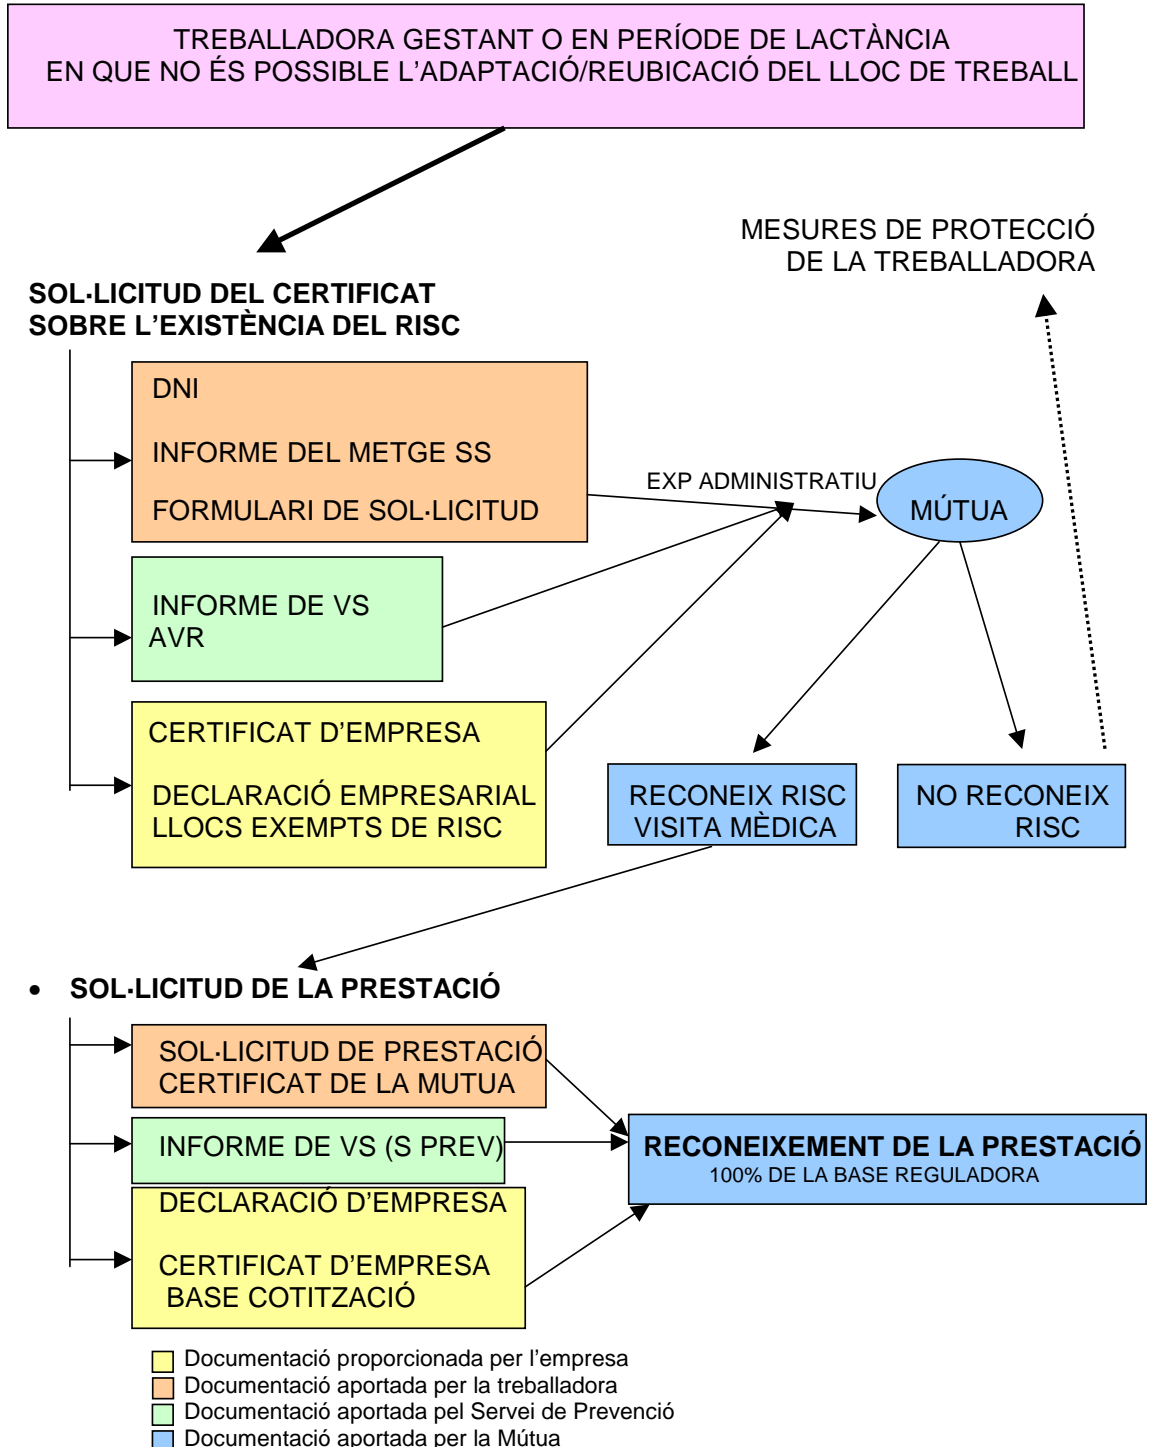 TREBALLADORA GESTANT O EN PERÍODE DE LACTÀNCIA
EN QUE NO ÉS POSSIBLE L’ADAPTACIÓ/REUBICACIÓ DEL LLOC DE TREBALL
MESURES DE PROTECCIÓ
DE LA TREBALLADORA
SOL·LICITUD DEL CERTIFICAT
SOBRE L’EXISTÈNCIA DEL RISC
DNI
INFORME DEL METGE SS
FORMULARI DE SOL·LICITUD
EXP ADMINISTRATIU
MÚTUA
INFORME DE VS
AVR
CERTIFICAT D’EMPRESA
DECLARACIÓ EMPRESARIAL
LLOCS EXEMPTS DE RISC
RECONEIX RISC
VISITA MÈDICA
NO RECONEIX
RISC
• SOL·LICITUD DE LA PRESTACIÓ
SOL·LICITUD DE PRESTACIÓ
CERTIFICAT DE LA MUTUA
INFORME DE VS (S PREV)
DECLARACIÓ D’EMPRESA
CERTIFICAT D’EMPRESA
BASE COTITZACIÓ
RECONEIXEMENT DE LA PRESTACIÓ
100% DE LA BASE REGULADORA
Documentació proporcionada per l’empresa
Documentació aportada per la treballadora
Documentació aportada pel Servei de Prevenció
Documentació aportada per la Mútua